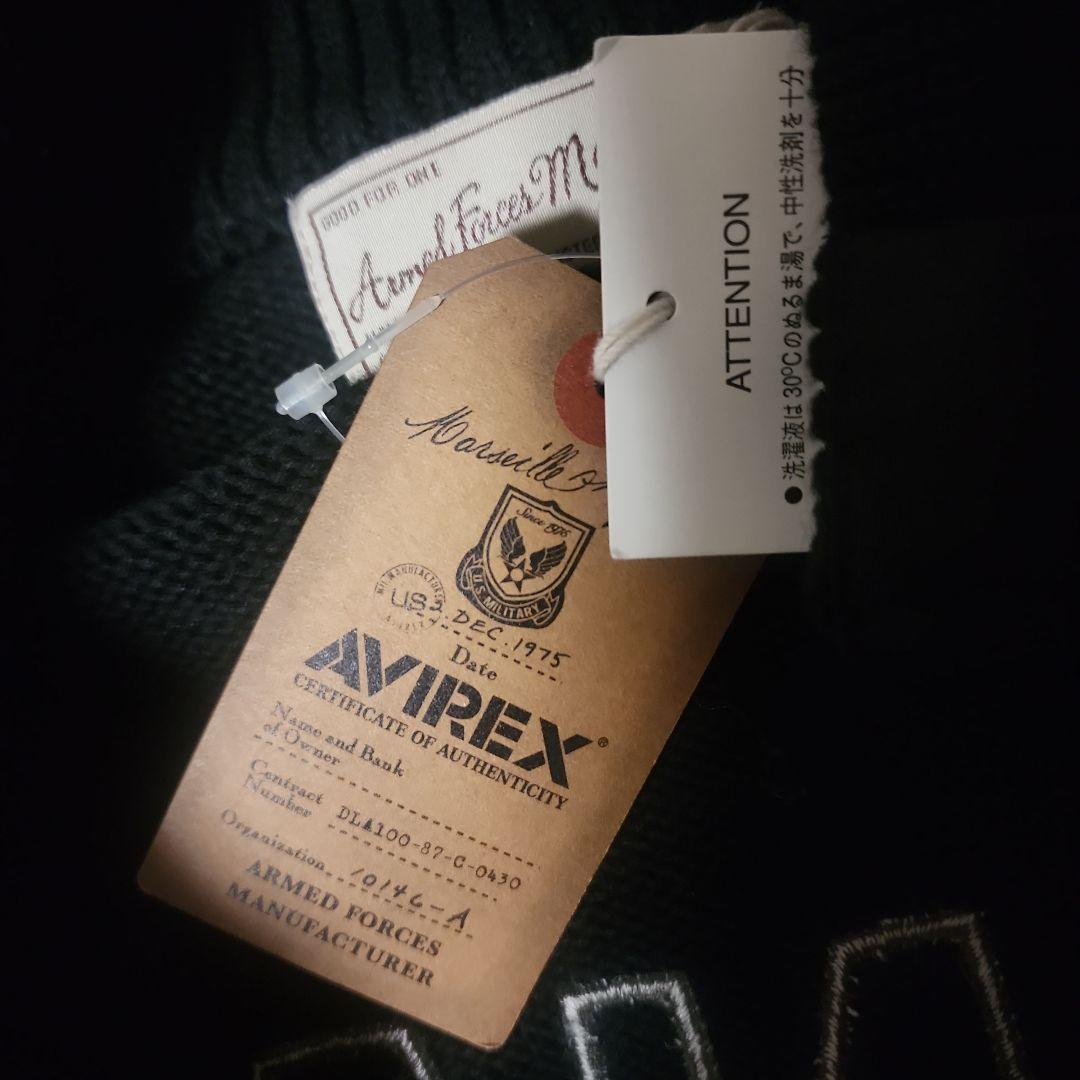 GOOD FOR ONE
Armed Forces
ATTENTION
●洗濯液は30℃のぬるま湯で、中性洗剤を十分
Marseille
Since 1975
U.S. MILITARY
US
DEC. 1975
Date
AVIREX®
CERTIFICATE OF AUTHENTICITY
Name and Bank
of Owner
Contract
Number DLA100-87-C-0430
Organization 10146-A
ARMED FORCES
MANUFACTURER